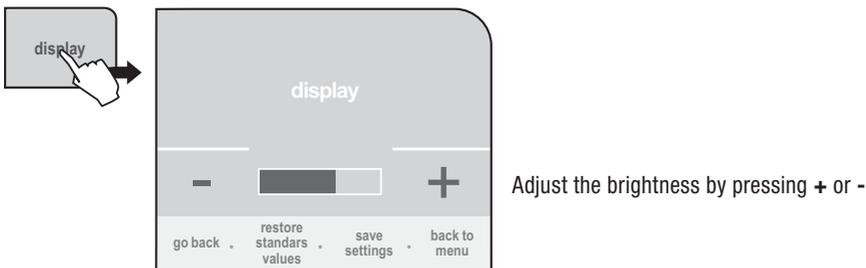 display
display
- +
Adjust the brightness by pressing + or -
go back . restore standars values . save settings . back to menu